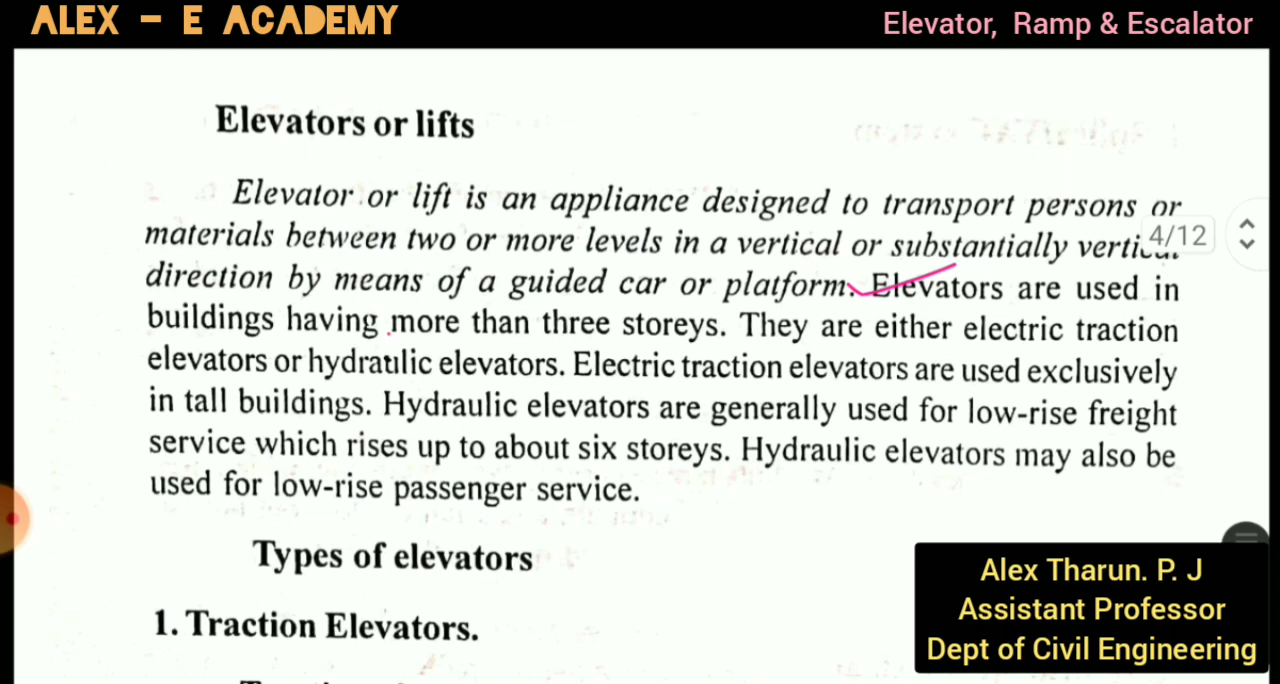 ALEX - E ACADEMY
Elevator, Ramp & Escalator
Elevators or lifts
Elevator or lift is an appliance designed to transport persons or
materials between two or more levels in a vertical or substantially vertical
4/12
direction by means of a guided car or platform. Elevators are used in
buildings having more than three storeys. They are either electric traction
elevators or hydraulic elevators. Electric traction elevators are used exclusively
in tall buildings. Hydraulic elevators are generally used for low-rise freight
service which rises up to about six storeys. Hydraulic elevators may also be
used for low-rise passenger service.
Types of elevators
1. Traction Elevators.
Alex Tharun. P. J
Assistant Professor
Dept of Civil Engineering